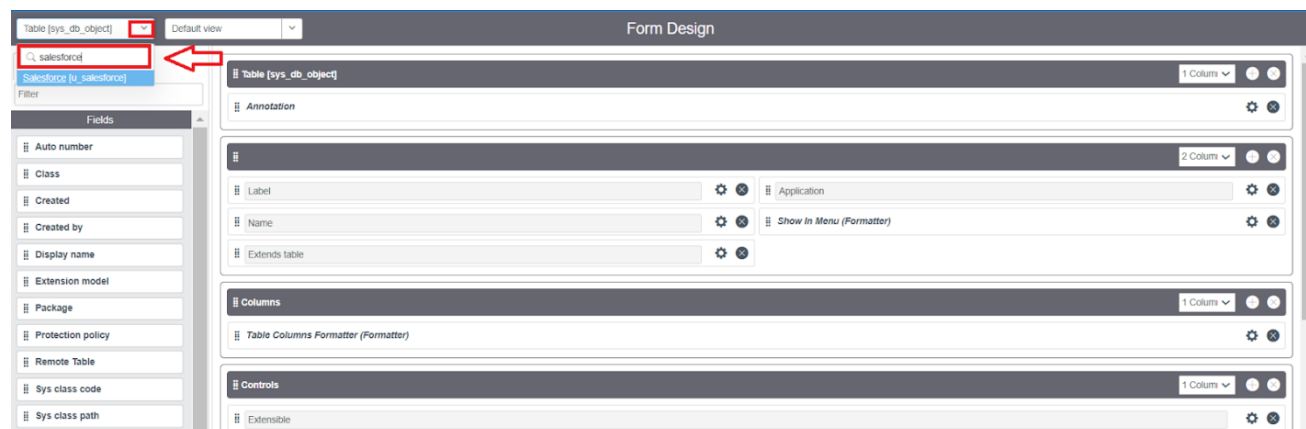 Table [sys_db_object]
Default view
Form Design
salesforce
Salesforce [u_salesforce]
Filter
Fields
Auto number
Class
Created
Created by
Display name
Extension model
Package
Protection policy
Remote Table
Sys class code
Sys class path
Table [sys_db_object]
1 Colum
Annotation
2 Colum
Label
Application
Name
Show In Menu (Formatter)
Extends table
Columns
1 Colum
Table Columns Formatter (Formatter)
Controls
1 Colum
Extensible